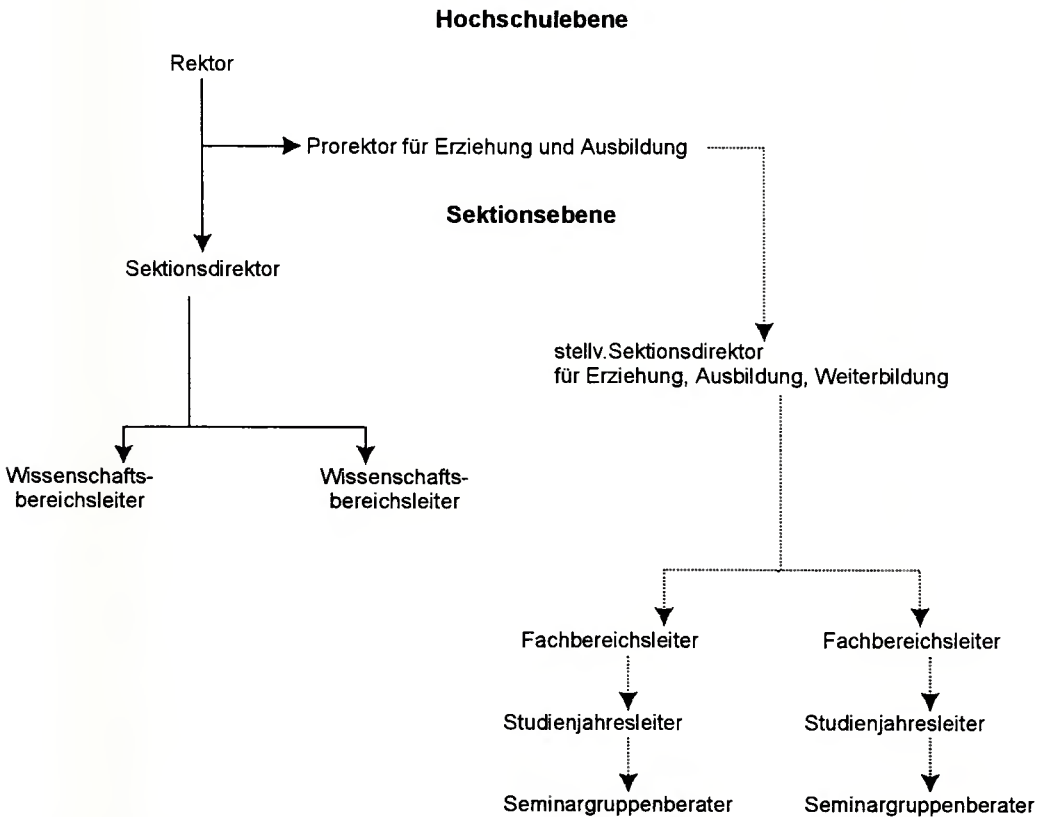 Hochschulebene
Rektor
Prorektor für Erziehung und Ausbildung
Sektionsebene
Sektionsdirektor
stellv.Sektionsdirektor
für Erziehung, Ausbildung, Weiterbildung
Wissenschafts-
bereichsleiter
Wissenschafts-
bereichsleiter
Fachbereichsleiter
Fachbereichsleiter
Studienjahresleiter
Studienjahresleiter
Seminargruppenberater
Seminargruppenberater